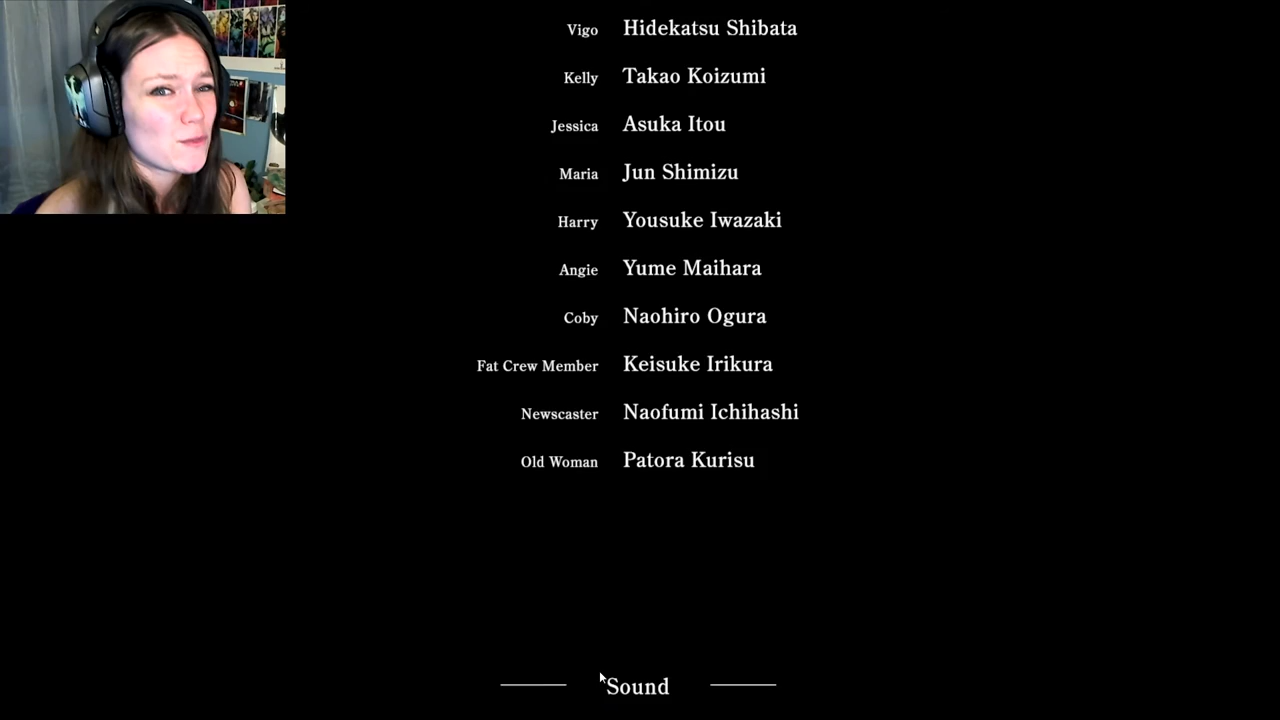 Vigo Hidekatsu Shibata
Kelly Takao Koizumi
Jessica Asuka Itou
Maria Jun Shimizu
Harry Yousuke Iwazaki
Angie Yume Maihara
Coby Naohiro Ogura
Fat Crew Member Keisuke Irikura
Newscaster Naofumi Ichihashi
Old Woman Patora Kurisu
Sound